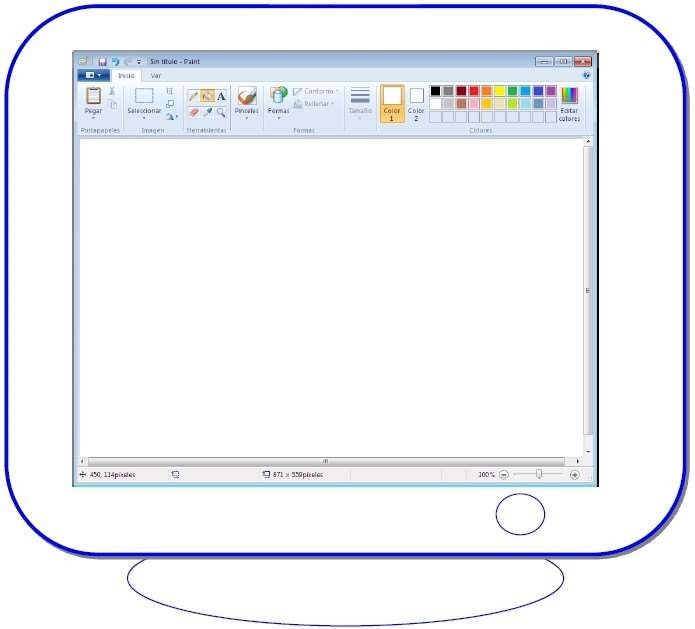 Sin título - Paint
Inicio Ver
Pegar
Seleccionar
A
Pinceles
Formas
Contorno
Rellenar
Tamaño
Color
1
Color
2
Editar
colores
Portapapeles Imagen Herramientas Formas Colores
450, 114píxeles
871 × 559píxeles
100%